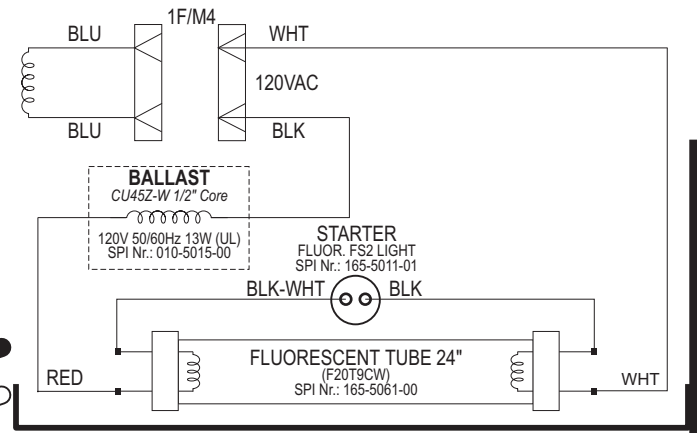 1F/M4
BLU
WHT
120VAC
BLU
BLK
BALLAST
CU45Z-W 1/2" Core
120V 50/60Hz 13W (UL)
SPI Nr.: 010-5015-00
STARTER
FLUOR. FS2 LIGHT
SPI Nr.: 165-5011-01
BLK-WHT
BLK
FLUORESCENT TUBE 24"
(F20T9CW)
SPI Nr.: 165-5061-00
RED
WHT